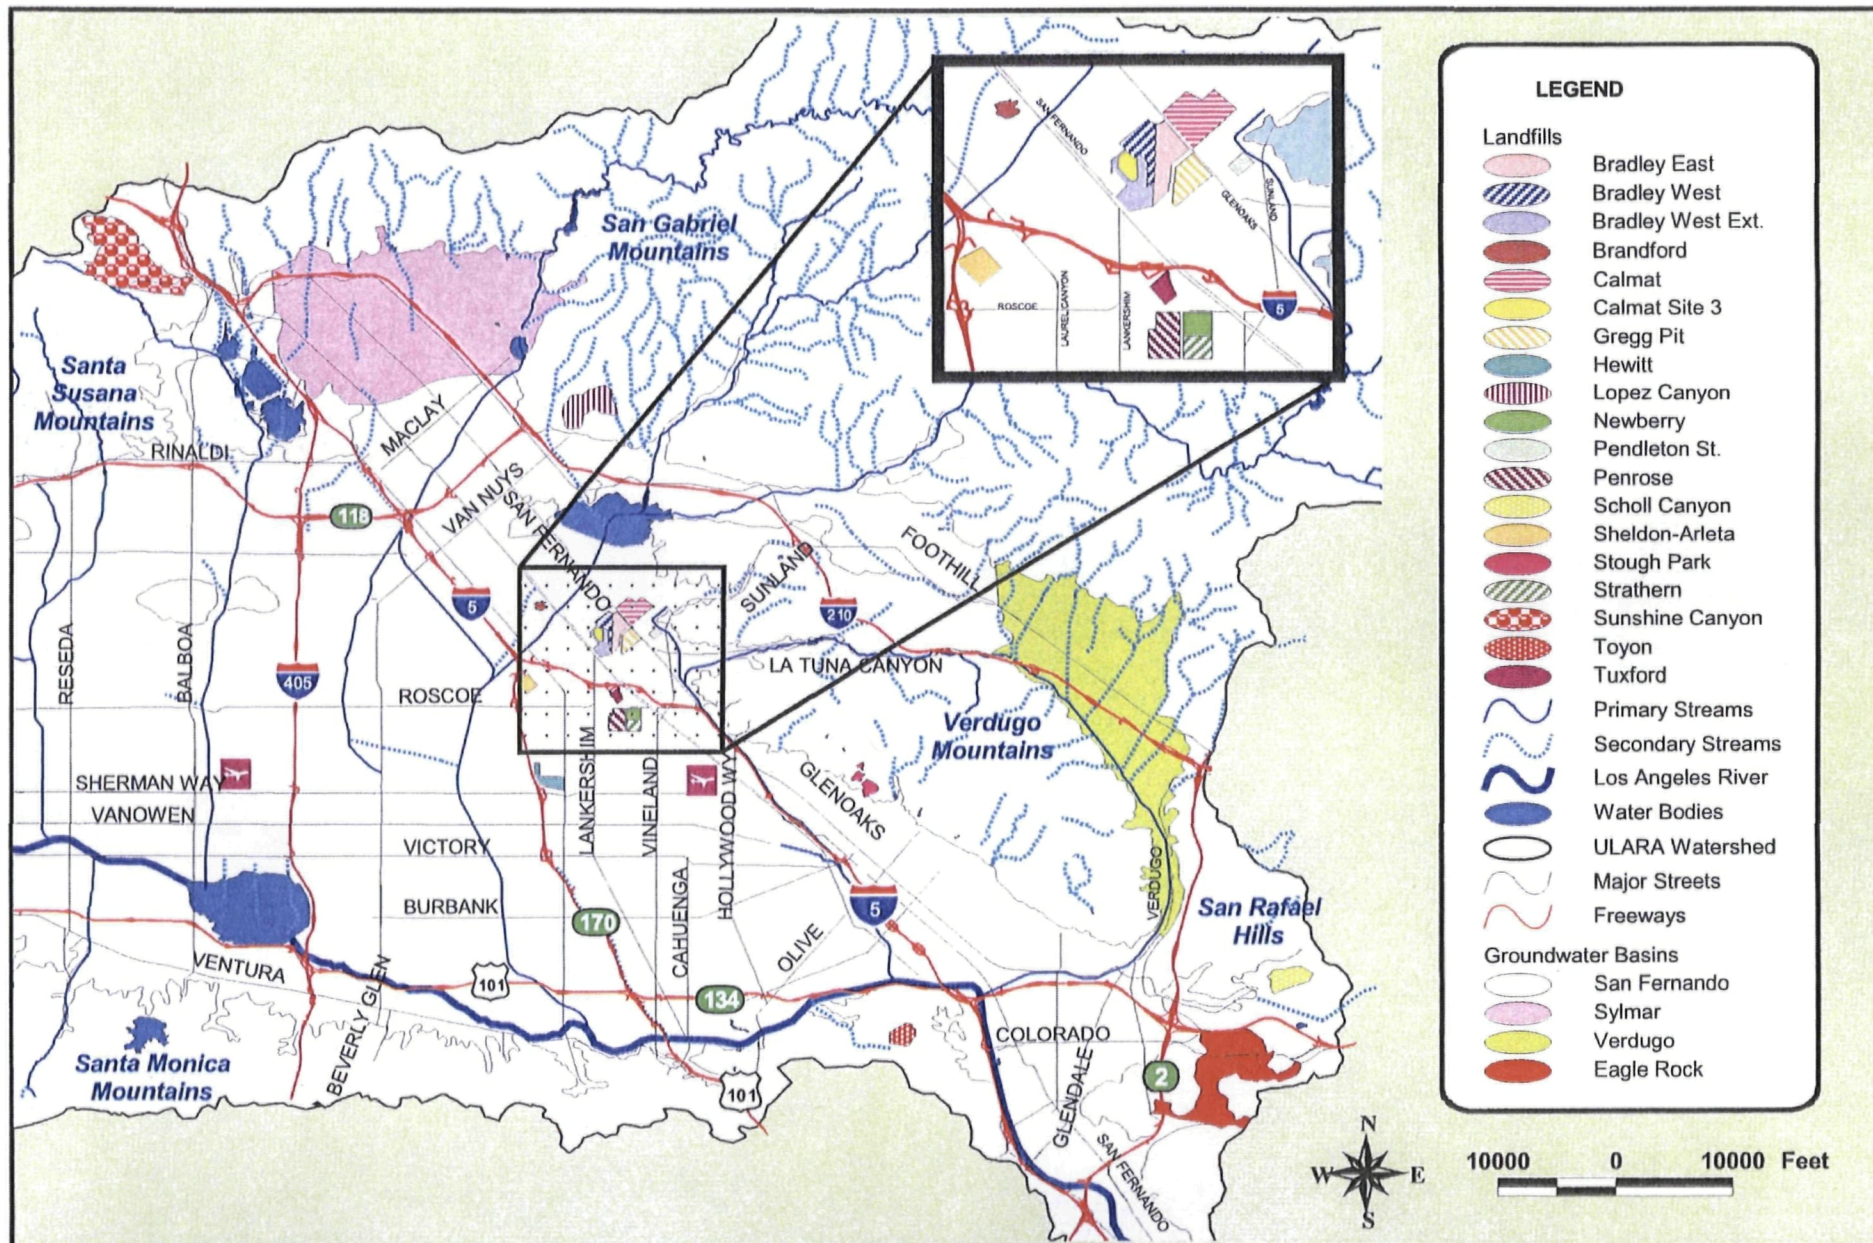 San Gabriel
Mountains
Santa
Susana
Mountains
RINALDI
MACLAY
118
VAN NUYS
SAN FERNANDO
5
SUNLAND
FOOTHILL
210
LA TUNA CANYON
RESEDA
BALBOA
405
ROSCOE
Verdugo
Mountains
SHERMAN WAY
VANOWEN
LANKERSHIM
VINELAND
HOLLYWOOD WY
GLENOAKS
VICTORY
BURBANK
170
CAHUENGA
5
OLIVE
VERDUGO
San Rafael
Hills
VENTURA
BEVERLY GLEN
101
134
COLORADO
GLENDALE
2
Santa Monica
Mountains
101
SAN FERNANDO
SAN FERNANDO
GLENOAKS
SUNLAND
ROSCOE
LAURELCANYON
LANKERSHIM
5
LEGEND
Landfills
Bradley East
Bradley West
Bradley West Ext.
Brandford
Calmat
Calmat Site 3
Gregg Pit
Hewitt
Lopez Canyon
Newberry
Pendleton St.
Penrose
Scholl Canyon
Sheldon-Arleta
Stough Park
Strathern
Sunshine Canyon
Toyon
Tuxford
Primary Streams
Secondary Streams
Los Angeles River
Water Bodies
ULARA Watershed
Major Streets
Freeways
Groundwater Basins
San Fernando
Sylmar
Verdugo
Eagle Rock
N
W E
S
10000 0 10000 Feet